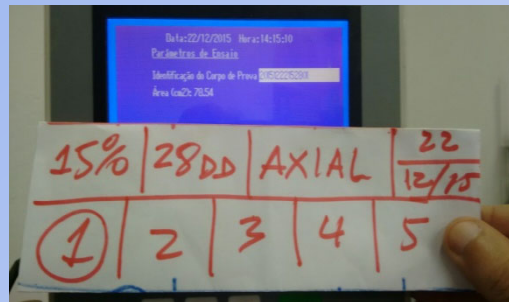 Data:22/12/2015 Hora:14:15:10
Parâmetros de Ensaio
Identificação do Corpo de Prova
Área (cm2): 78.54
15% 28DD AXIAL 22/12/15
1 2 3 4 5